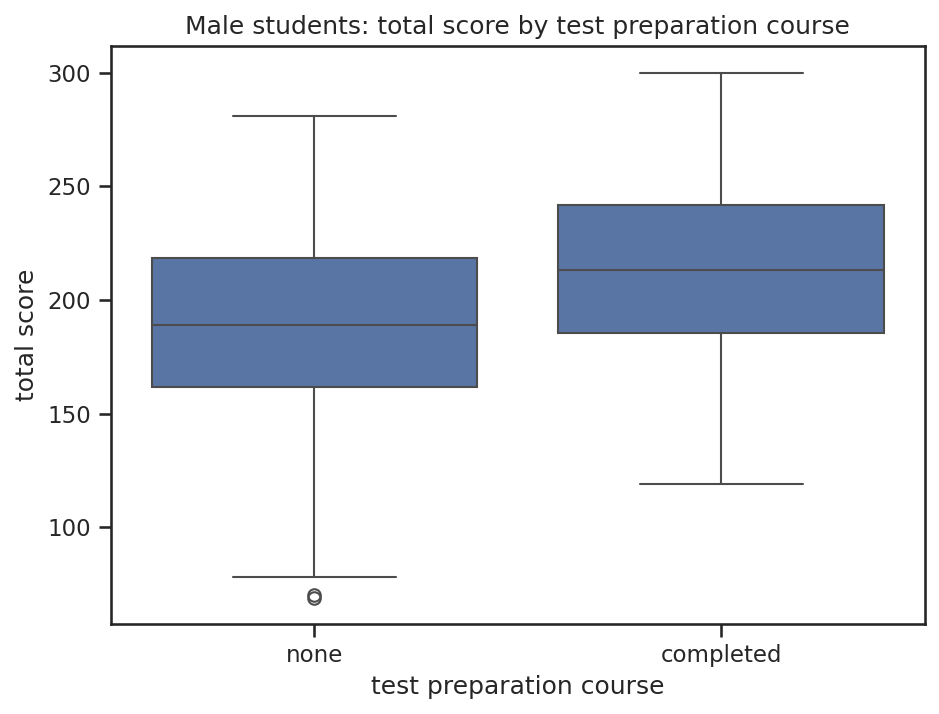 Male students: total score by test preparation course
300
250
200
150
100
total score
none
completed
test preparation course